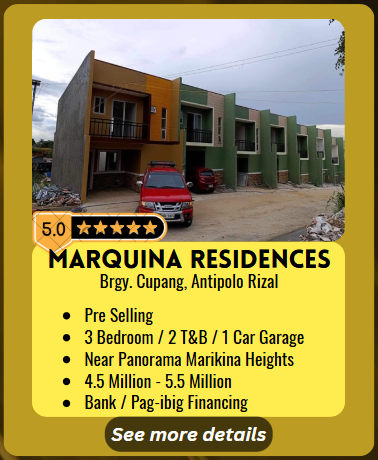 5.0
MARQUINA RESIDENCES
Brgy. Cupang, Antipolo Rizal
• Pre Selling
• 3 Bedroom / 2 T&B / 1 Car Garage
• Near Panorama Marikina Heights
• 4.5 Million - 5.5 Million
• Bank / Pag-ibig Financing
See more details